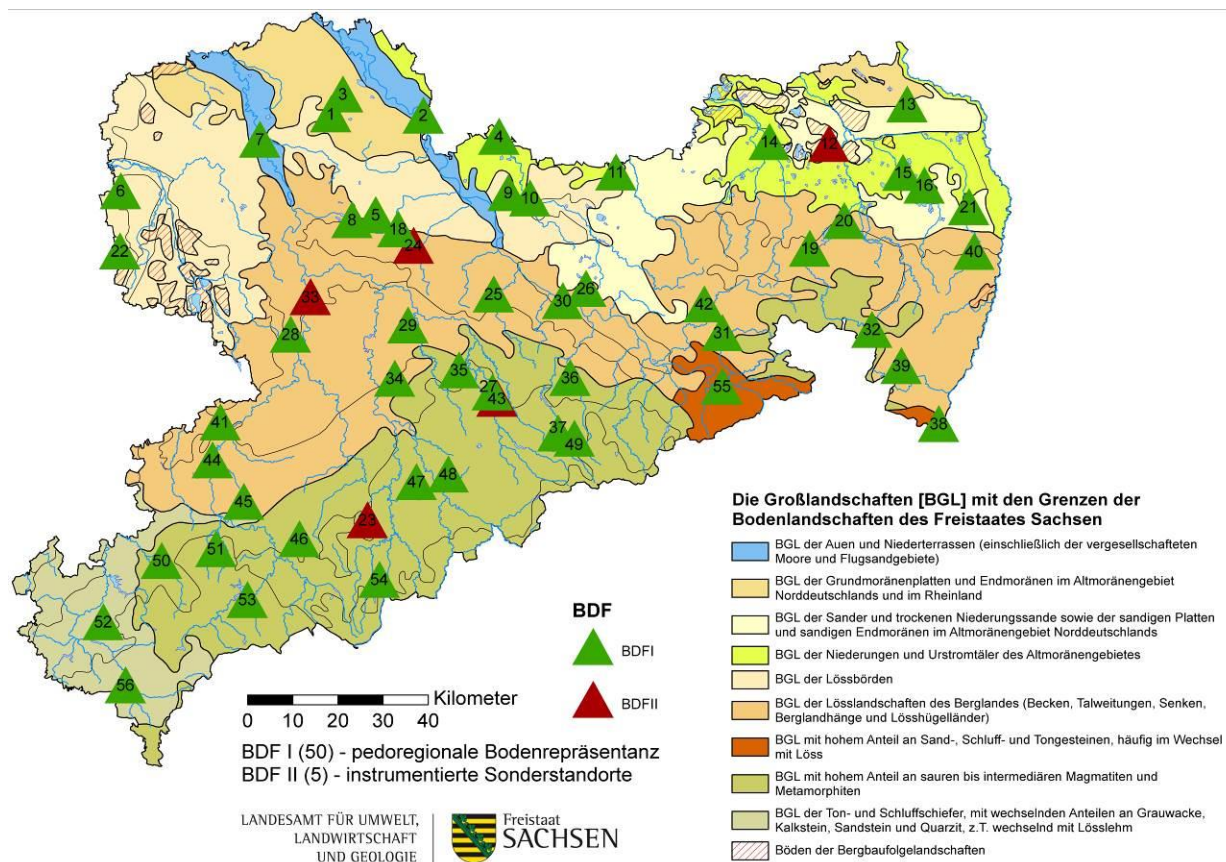 3
1
2
13
4
7
14
12
11
15
16
6
9
10
21
5
8
18
20
24
19
22
40
26
25
30
33
42
28
29
31
32
35
36
39
34
27
43
55
41
38
37
49
44
48
47
45
23
46
51
50
54
53
52
56
Die Großlandschaften [BGL] mit den Grenzen der
Bodenlandschaften des Freistaates Sachsen
BGL der Auen und Niederterrassen (einschließlich der vergesellschafteten
Moore und Flugsandgebiete)
BGL der Grundmoränenplatten und Endmoränen im Altmoränengebiet
Norddeutschlands und im Rheinland
BGL der Sander und trockenen Niederungssande sowie der sandigen Platten
und sandigen Endmoränen im Altmoränengebiet Norddeutschlands
BGL der Niederungen und Urstromtäler des Altmoränengebietes
BGL der Lössbörden
BGL der Lösslandschaften des Berglandes (Becken, Talweitungen, Senken,
Berglandhänge und Lösshügelländer)
BGL mit hohem Anteil an Sand-, Schluff- und Tongesteinen, häufig im Wechsel
mit Löss
BGL mit hohem Anteil an sauren bis intermediären Magmatiten und
Metamorphiten
BGL der Ton- und Schluffschiefer, mit wechselnden Anteilen an Grauwacke,
Kalkstein, Sandstein und Quarzit, z.T. wechselnd mit Lösslehm
Böden der Bergbaufolgelandschaften
BDF
BDFI
BDFII
Kilometer
0 10 20 30 40
BDF I (50) - pedoregionale Bodenrepräsentanz
BDF II (5) - instrumentierte Sonderstandorte
LANDESAMT FÜR UMWELT,
LANDWIRTSCHAFT
UND GEOLOGIE
Freistaat
SACHSEN